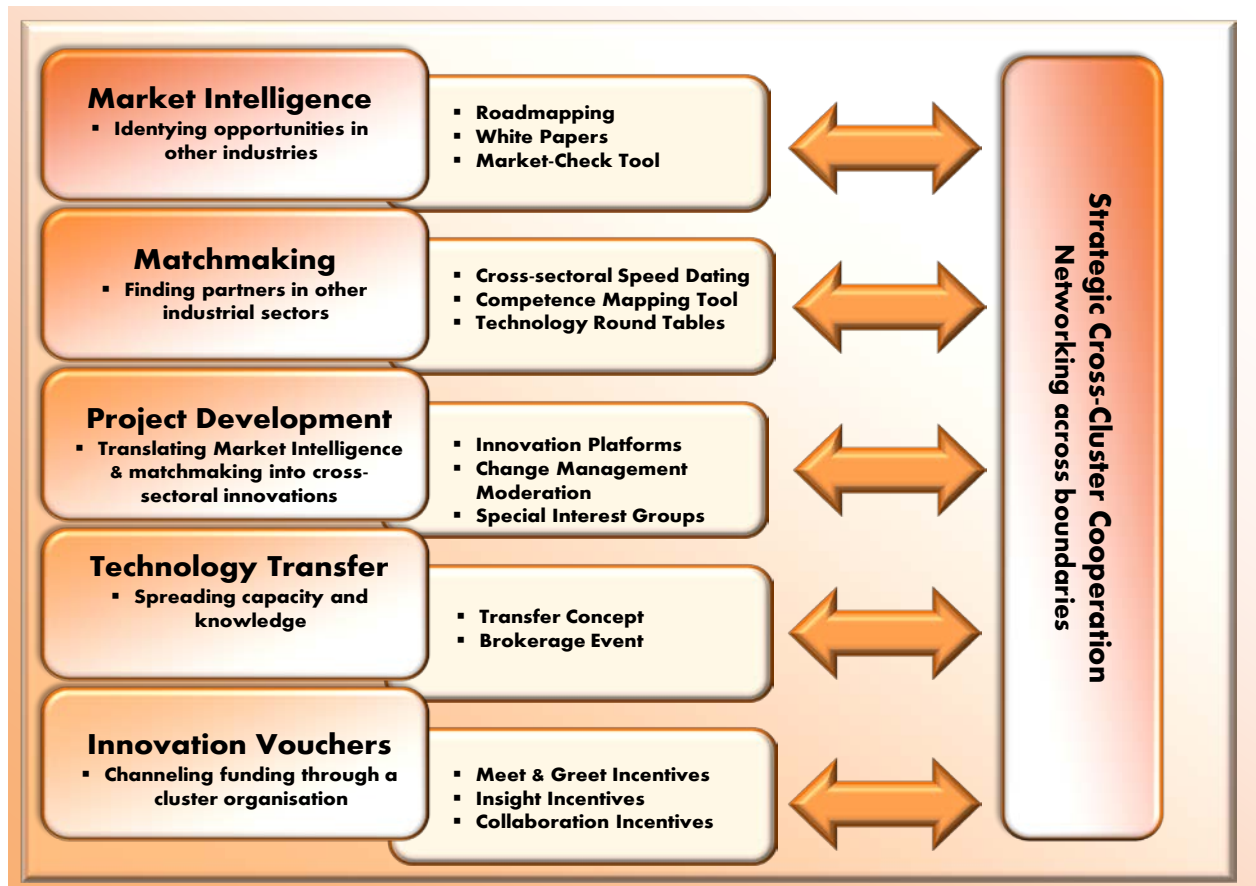 Market Intelligence
▪ Identying opportunities in
other industries
▪ Roadmapping
▪ White Papers
▪ Market-Check Tool
Matchmaking
▪ Finding partners in other
industrial sectors
▪ Cross-sectoral Speed Dating
▪ Competence Mapping Tool
▪ Technology Round Tables
Project Development
▪ Translating Market Intelligence
& matchmaking into cross-
sectoral innovations
▪ Innovation Platforms
▪ Change Management
Moderation
▪ Special Interest Groups
Technology Transfer
▪ Spreading capacity and
knowledge
▪ Transfer Concept
▪ Brokerage Event
Innovation Vouchers
▪ Channeling funding through a
cluster organisation
▪ Meet & Greet Incentives
▪ Insight Incentives
▪ Collaboration Incentives
Strategic Cross-Cluster Cooperation
Networking across boundaries